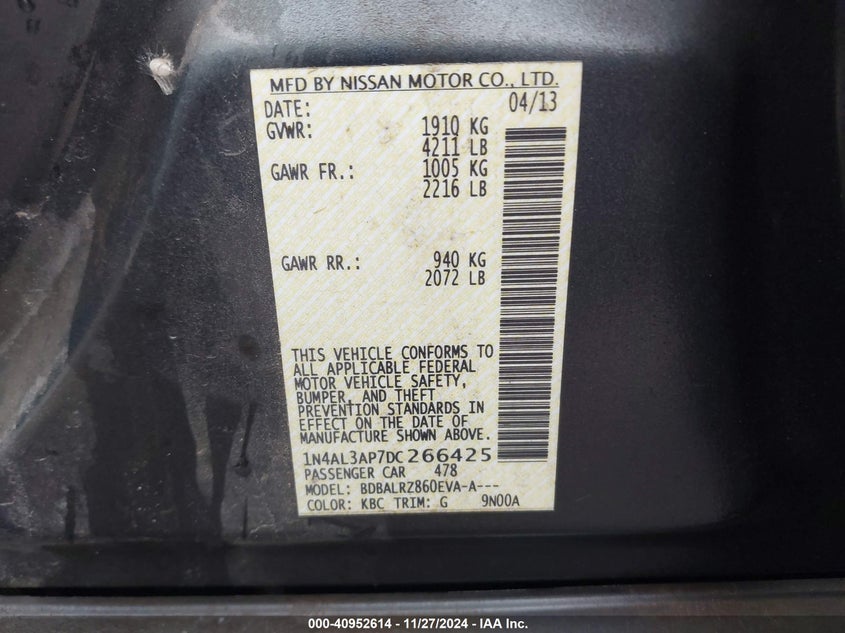 MFD BY NISSAN MOTOR CO., LTD.
DATE: 04/13
GVWR: 1910 KG
4211 LB
GAWR FR.: 1005 KG
2216 LB
GAWR RR.: 940 KG
2072 LB
THIS VEHICLE CONFORMS TO
ALL APPLICABLE FEDERAL
MOTOR VEHICLE SAFETY,
BUMPER, AND THEFT
PREVENTION STANDARDS IN
EFFECT ON THE DATE OF
MANUFACTURE SHOWN ABOVE.
1N4AL3AP7DC266425
PASSENGER CAR 478
MODEL: BDBALRZ860EVA-A---
COLOR: KBC TRIM: G 9N00A
000-40952614 - 11/27/2024 - IAA Inc.